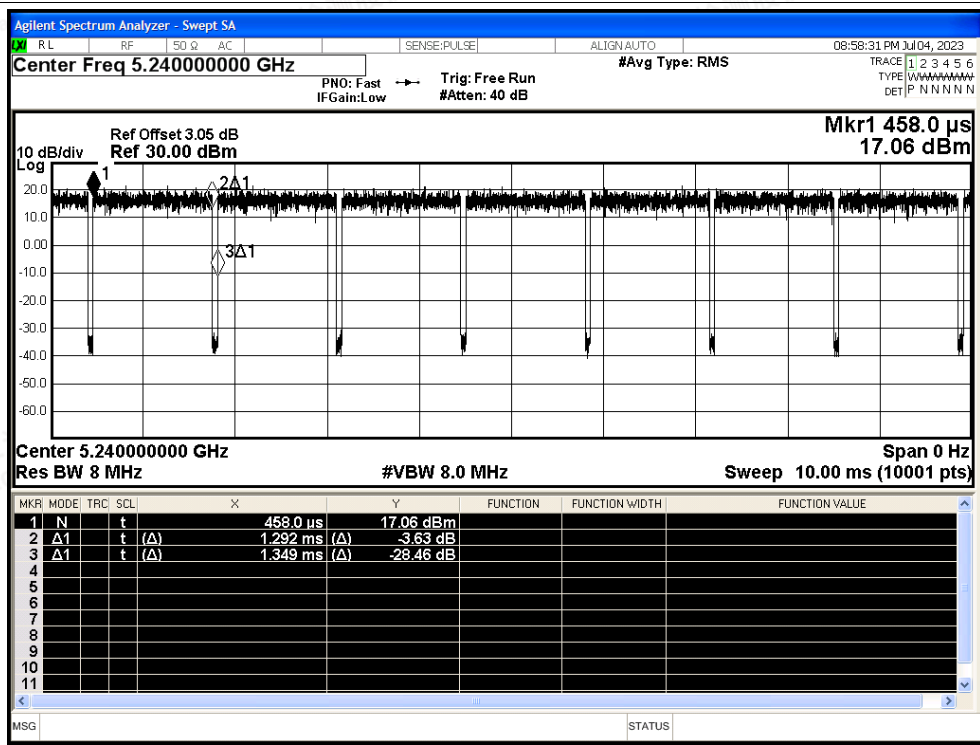 Agilent Spectrum Analyzer - Swept SA
LXI RL RF 50 Ω AC SENSE:PULSE ALIGN AUTO 08:58:31 PM Jul 04, 2023
Center Freq 5.240000000 GHz #Avg Type: RMS TRACE 1 2 3 4 5 6
PNO: Fast Trig: Free Run TYPE WWWWWW
IFGain:Low #Atten: 40 dB DET P N N N N N
Ref Offset 3.05 dB Mkr1 458.0 µs
10 dB/div Ref 30.00 dBm 17.06 dBm
Log
1
2Δ1
20.0
10.0
3Δ1
0.00
-10.0
-20.0
-30.0
-40.0
-50.0
-60.0
Center 5.240000000 GHz Span 0 Hz
Res BW 8 MHz #VBW 8.0 MHz Sweep 10.00 ms (10001 pts)
MKR MODE TRC SCL X Y FUNCTION FUNCTION WIDTH FUNCTION VALUE
1 N t 458.0 µs 17.06 dBm
2 Δ1 t (Δ) 1.292 ms (Δ) -3.63 dB
3 Δ1 t (Δ) 1.349 ms (Δ) -28.46 dB
4
5
6
7
8
9
10
11
MSG STATUS